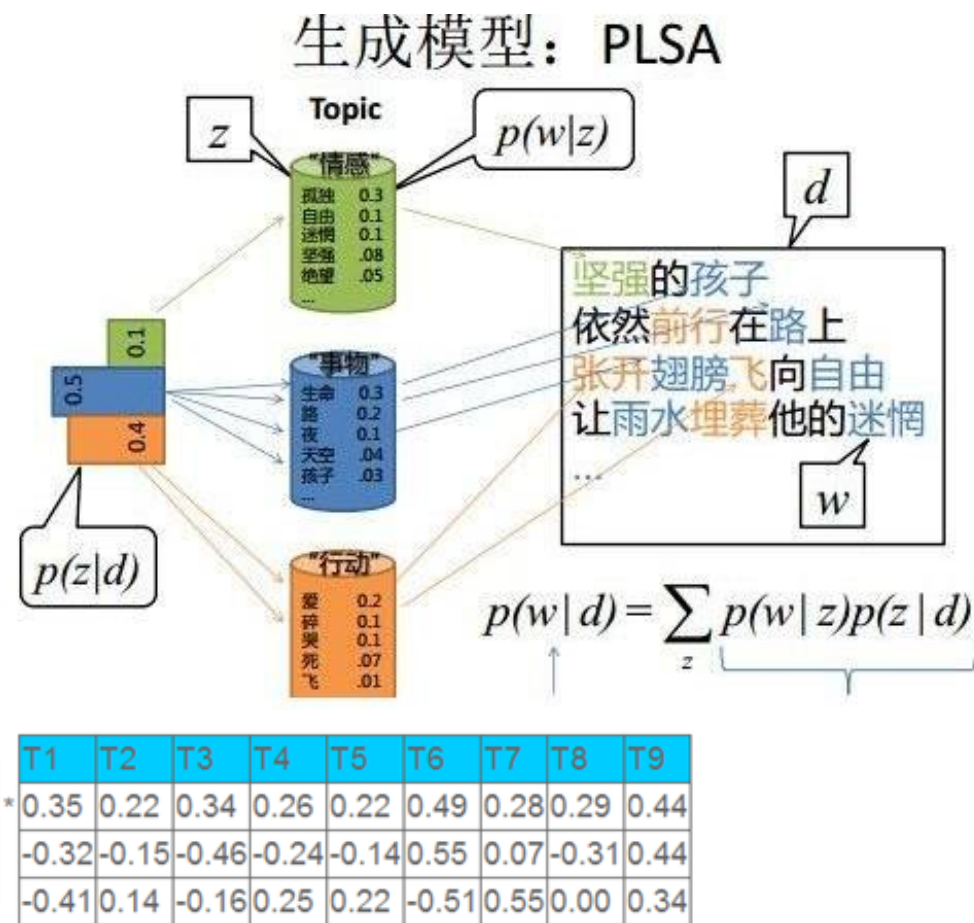 生成模型：PLSA
Topic
z
p(w|z)
"情感"
孤独 0.3
自由 0.1
迷惘 0.1
坚强 .08
绝望 .05
...
d
坚强的孩子
依然前行在路上
张开翅膀飞向自由
让雨水埋葬他的迷惘
...
w
0.1
0.5
0.4
p(z|d)
"事物"
生命 0.3
路 0.2
夜 0.1
天空 .04
孩子 .03
...
"行动"
爱 0.2
碎 0.1
哭 0.1
死 .07
飞 .01
p(w|d)=∑p(w|z)p(z|d)
z
T1 T2 T3 T4 T5 T6 T7 T8 T9
* 0.35 0.22 0.34 0.26 0.22 0.49 0.28 0.29 0.44
-0.32 -0.15 -0.46 -0.24 -0.14 0.55 0.07 -0.31 0.44
-0.41 0.14 -0.16 0.25 0.22 -0.51 0.55 0.00 0.34